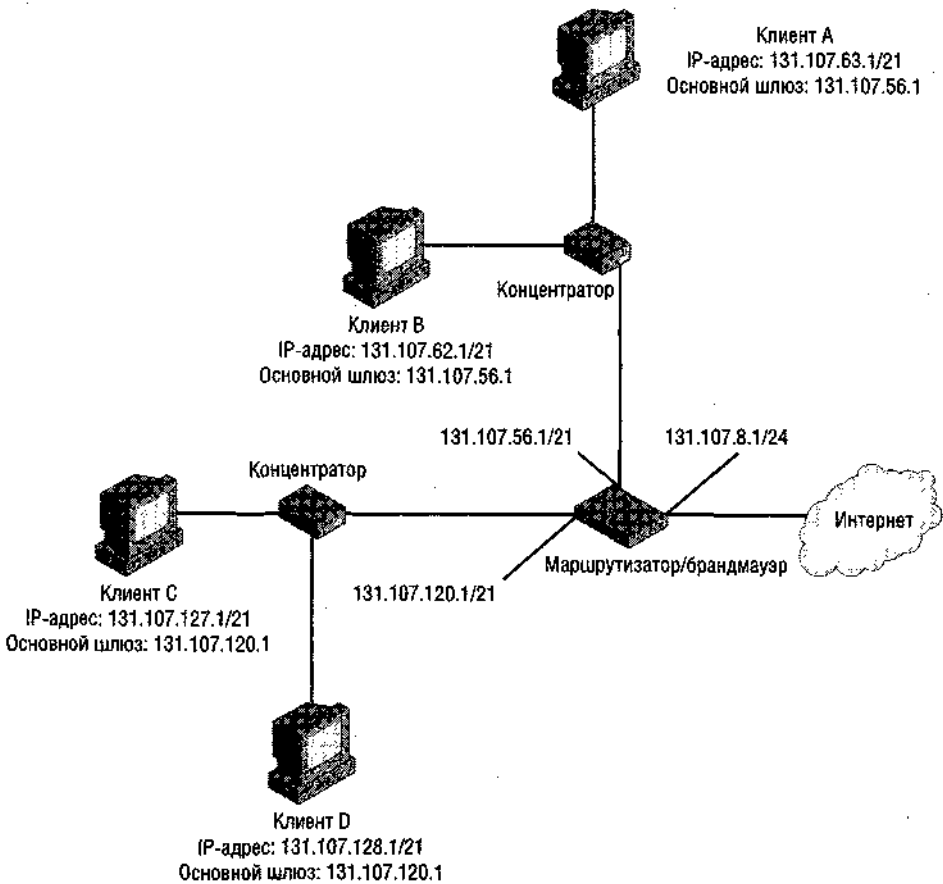 Клиент A
IP-адрес: 131.107.63.1/21
Основной шлюз: 131.107.56.1
Концентратор
Клиент B
IP-адрес: 131.107.62.1/21
Основной шлюз: 131.107.56.1
131.107.56.1/21
131.107.8.1/24
Концентратор
Интернет
Маршрутизатор/брандмауэр
131.107.120.1/21
Клиент C
IP-адрес: 131.107.127.1/21
Основной шлюз: 131.107.120.1
Клиент D
IP-адрес: 131.107.128.1/21
Основной шлюз: 131.107.120.1